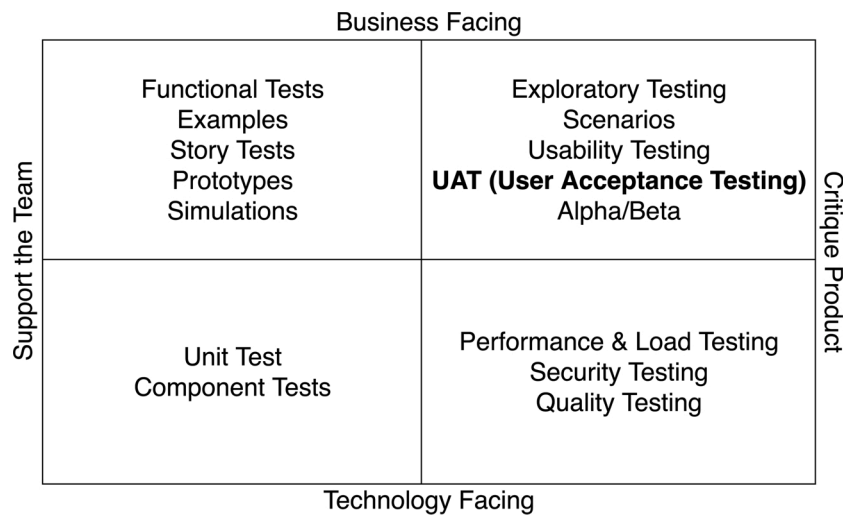 Business Facing
Support the Team
Functional Tests
Examples
Story Tests
Prototypes
Simulations
Exploratory Testing
Scenarios
Usability Testing
UAT (User Acceptance Testing)
Alpha/Beta
Critique Product
Unit Test
Component Tests
Performance & Load Testing
Security Testing
Quality Testing
Technology Facing